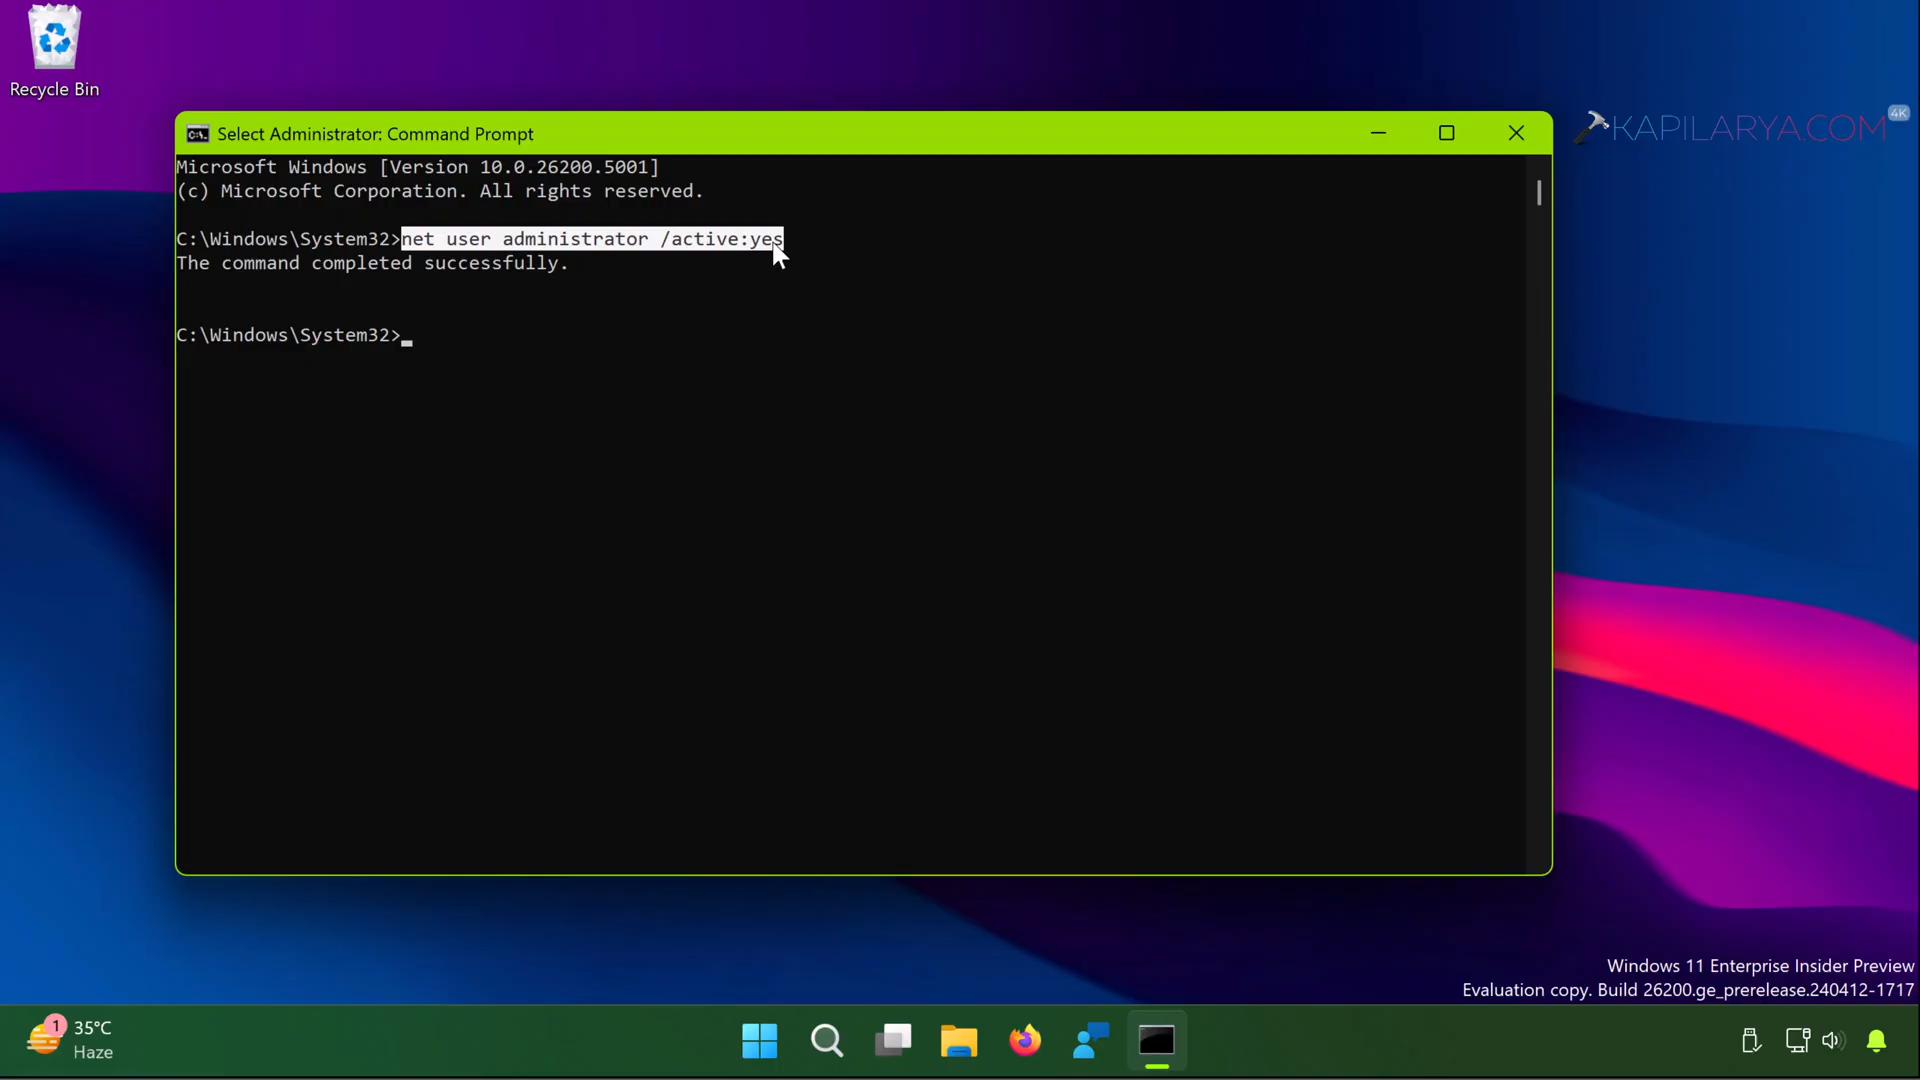 Recycle Bin
KAPILARYA.COM
4K
Select Administrator: Command Prompt
Microsoft Windows [Version 10.0.26200.5001]
(c) Microsoft Corporation. All rights reserved.
C:\Windows\System32>net user administrator /active:yes
The command completed successfully.
C:\Windows\System32>
Windows 11 Enterprise Insider Preview
Evaluation copy. Build 26200.ge_prerelease.240412-1717
1
35°C
Haze